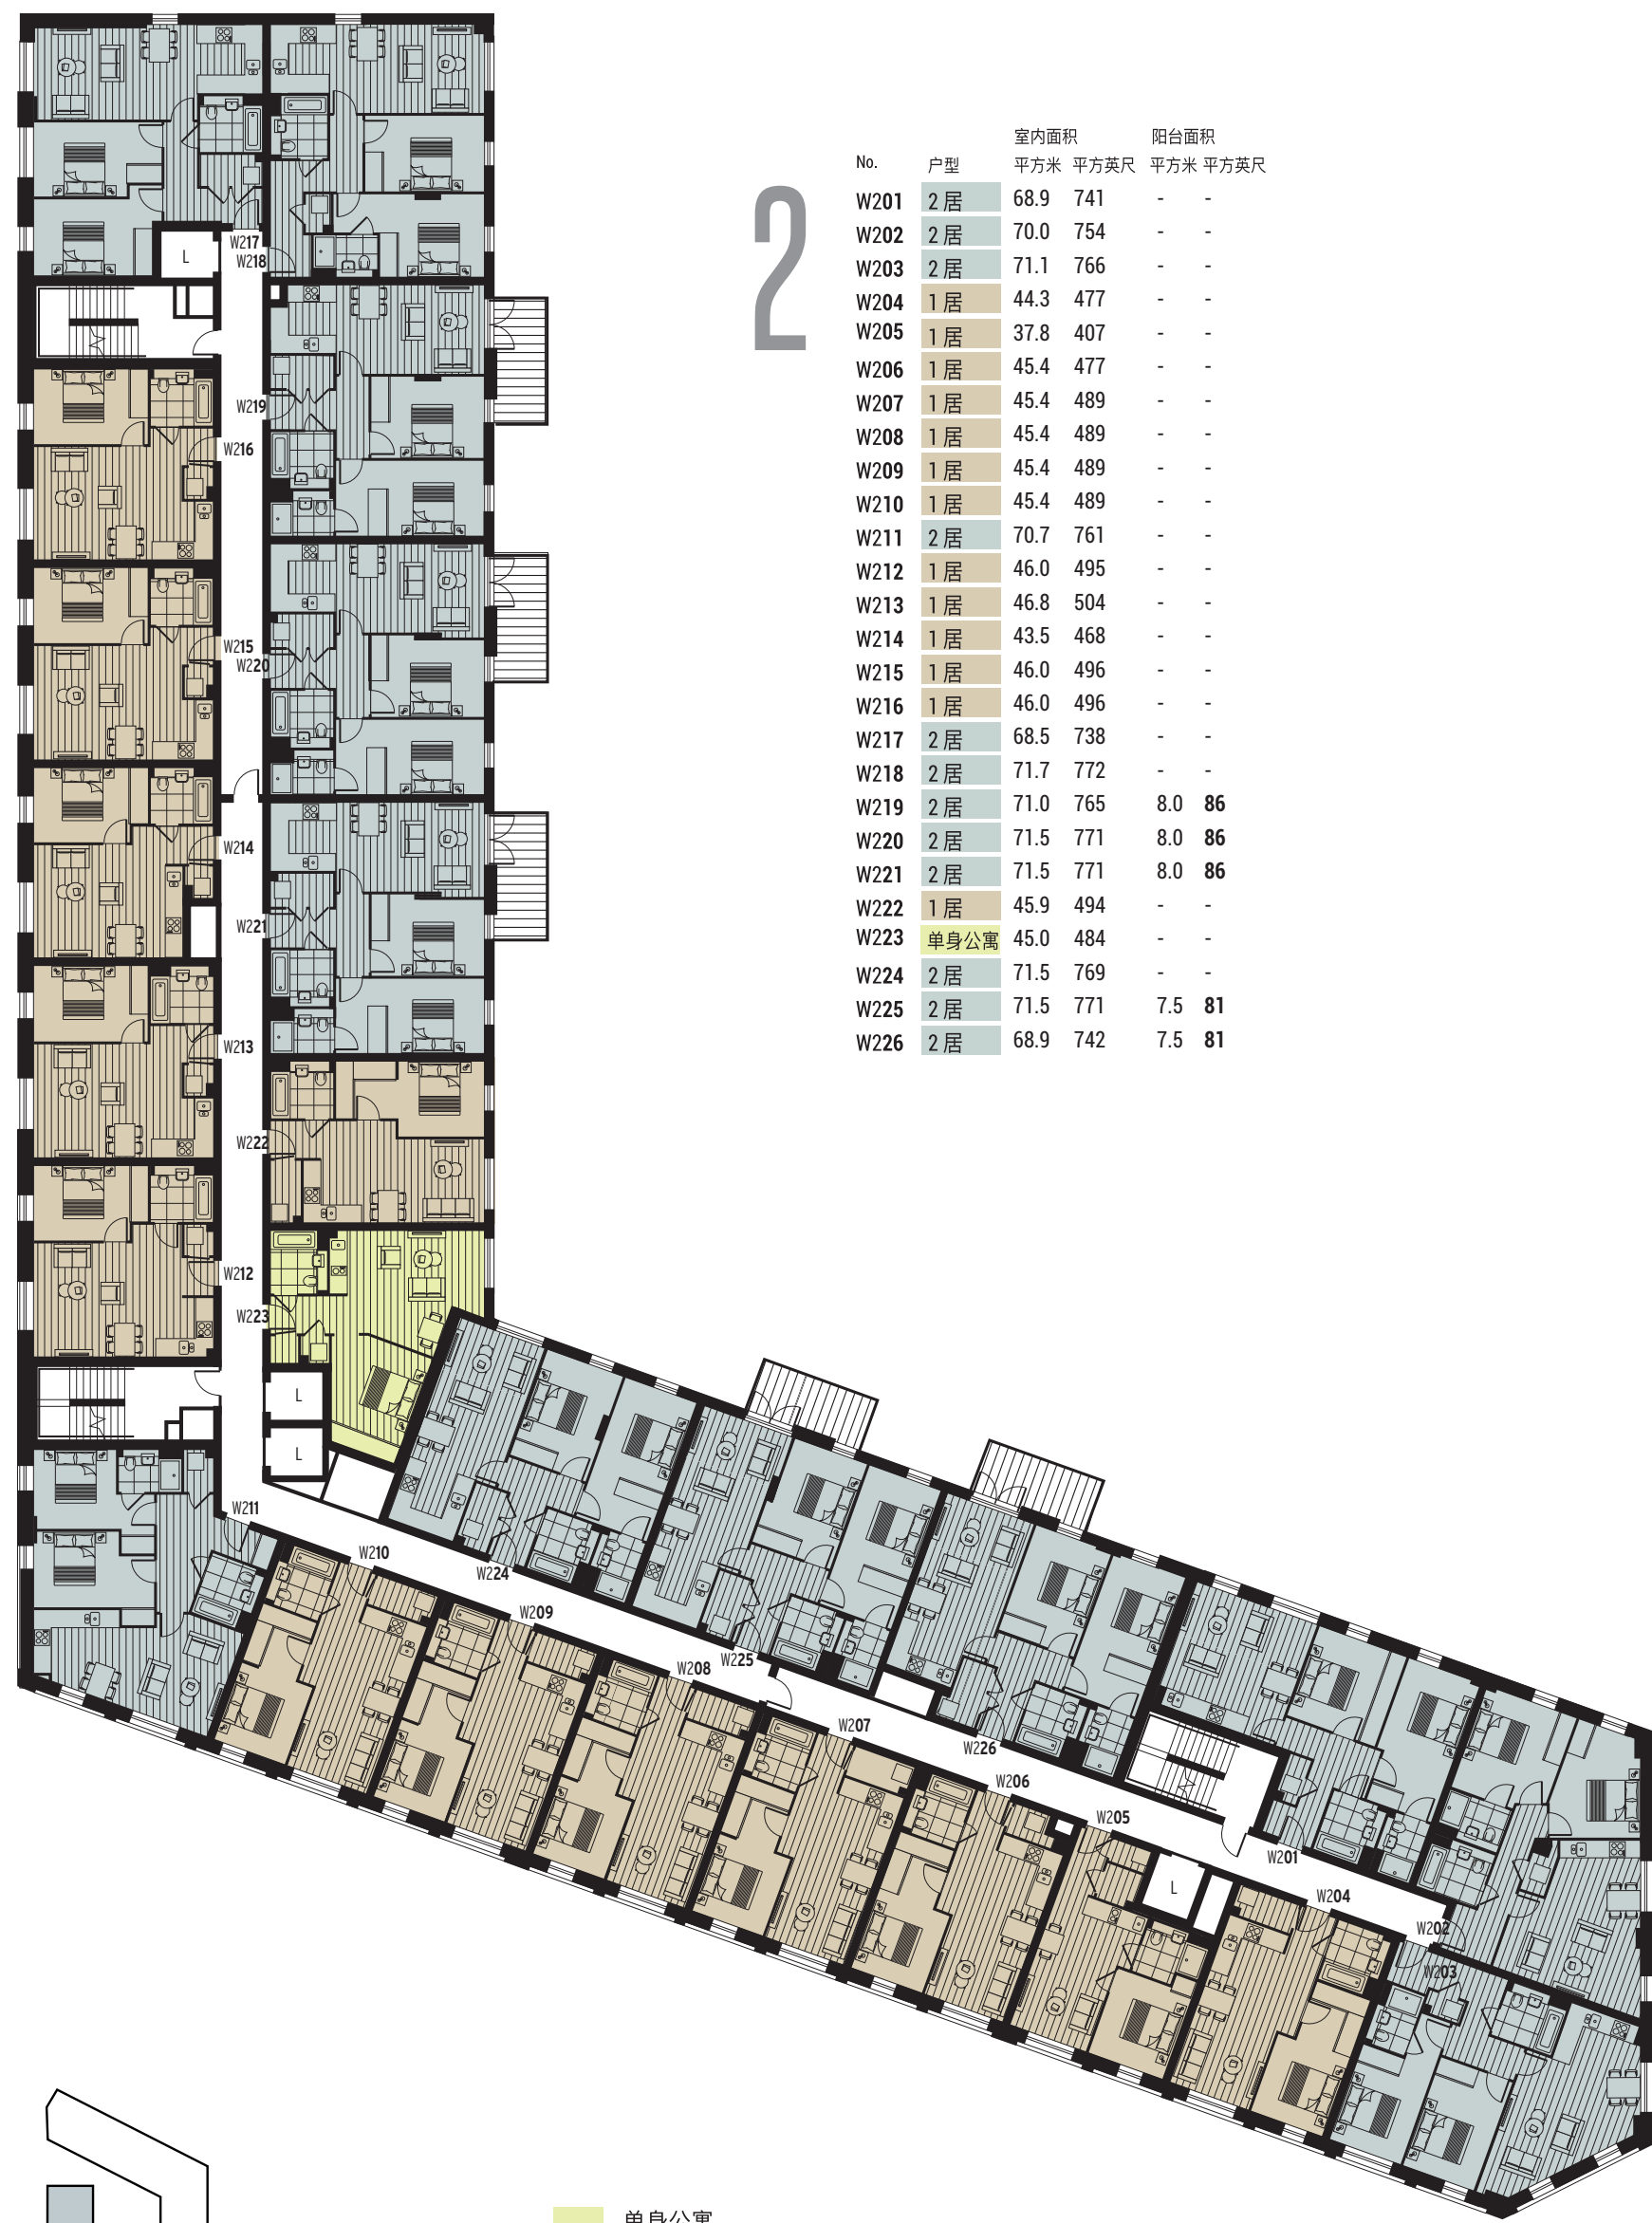 2
室内面积 阳台面积
No. 户型 平方米 平方英尺 平方米 平方英尺
W201 2 居 68.9 741 - -
W202 2 居 70.0 754 - -
W203 2 居 71.1 766 - -
W204 1 居 44.3 477 - -
W205 1 居 37.8 407 - -
W206 1 居 45.4 477 - -
W207 1 居 45.4 489 - -
W208 1 居 45.4 489 - -
W209 1 居 45.4 489 - -
W210 1 居 45.4 489 - -
W211 2 居 70.7 761 - -
W212 1 居 46.0 495 - -
W213 1 居 46.8 504 - -
W214 1 居 43.5 468 - -
W215 1 居 46.0 496 - -
W216 1 居 46.0 496 - -
W217 2 居 68.5 738 - -
W218 2 居 71.7 772 - -
W219 2 居 71.0 765 8.0 86
W220 2 居 71.5 771 8.0 86
W221 2 居 71.5 771 8.0 86
W222 1 居 45.9 494 - -
W223 单身公寓 45.0 484 - -
W224 2 居 71.5 769 - -
W225 2 居 71.5 771 7.5 81
W226 2 居 68.9 742 7.5 81
W217
L
W218
W219
W216
W215
W220
W214
W221
W213
W222
W212
W223
L
L
W211
W210
W224
W209
W225
W208
W207
W226
W206
W205
W201
L
W204
W202
W203
单身公寓